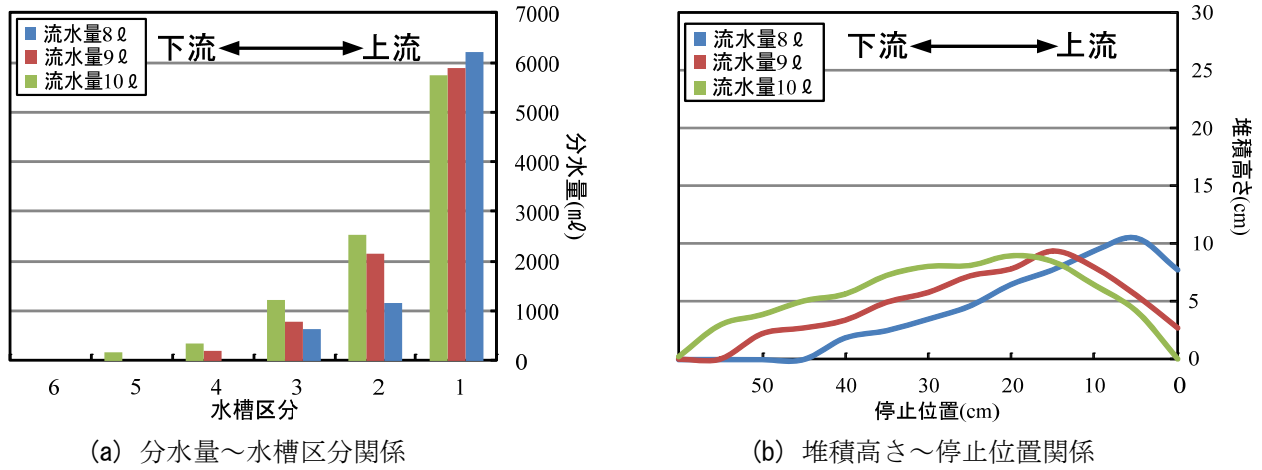 流水量8ℓ
流水量9ℓ
流水量10ℓ
下流
上流
7000
6000
5000
4000
3000
2000
1000
0
分水量(mℓ)
6 5 4 3 2 1
水槽区分
(a) 分水量～水槽区分関係
流水量8ℓ
流水量9ℓ
流水量10ℓ
下流
上流
30
25
20
15
10
5
0
堆積高さ(cm)
50 40 30 20 10 0
停止位置(cm)
(b) 堆積高さ～停止位置関係